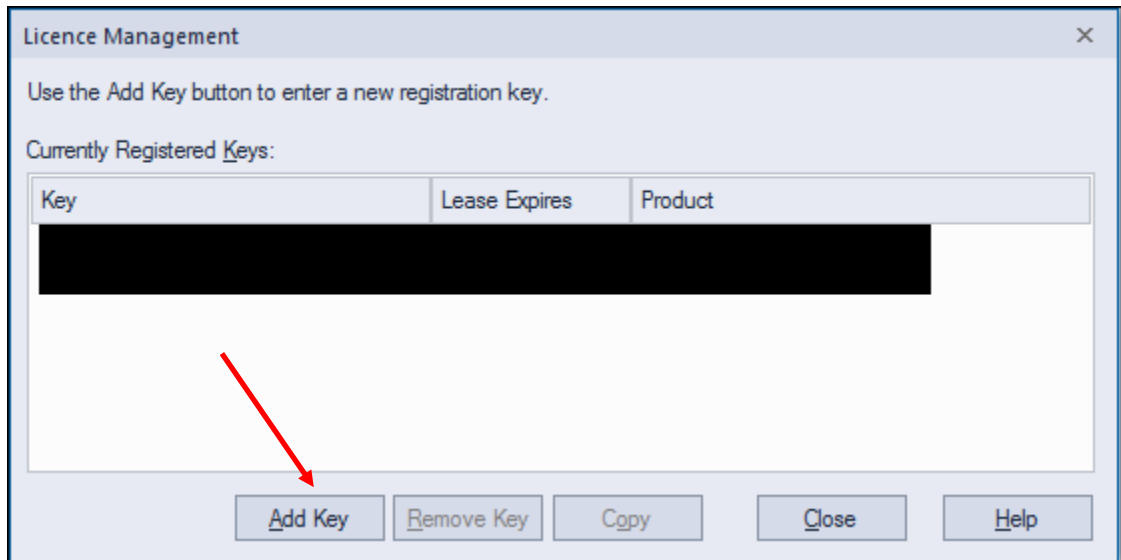 Licence Management
Use the Add Key button to enter a new registration key.
Currently Registered Keys:
Key Lease Expires Product
Add Key Remove Key Copy Close Help